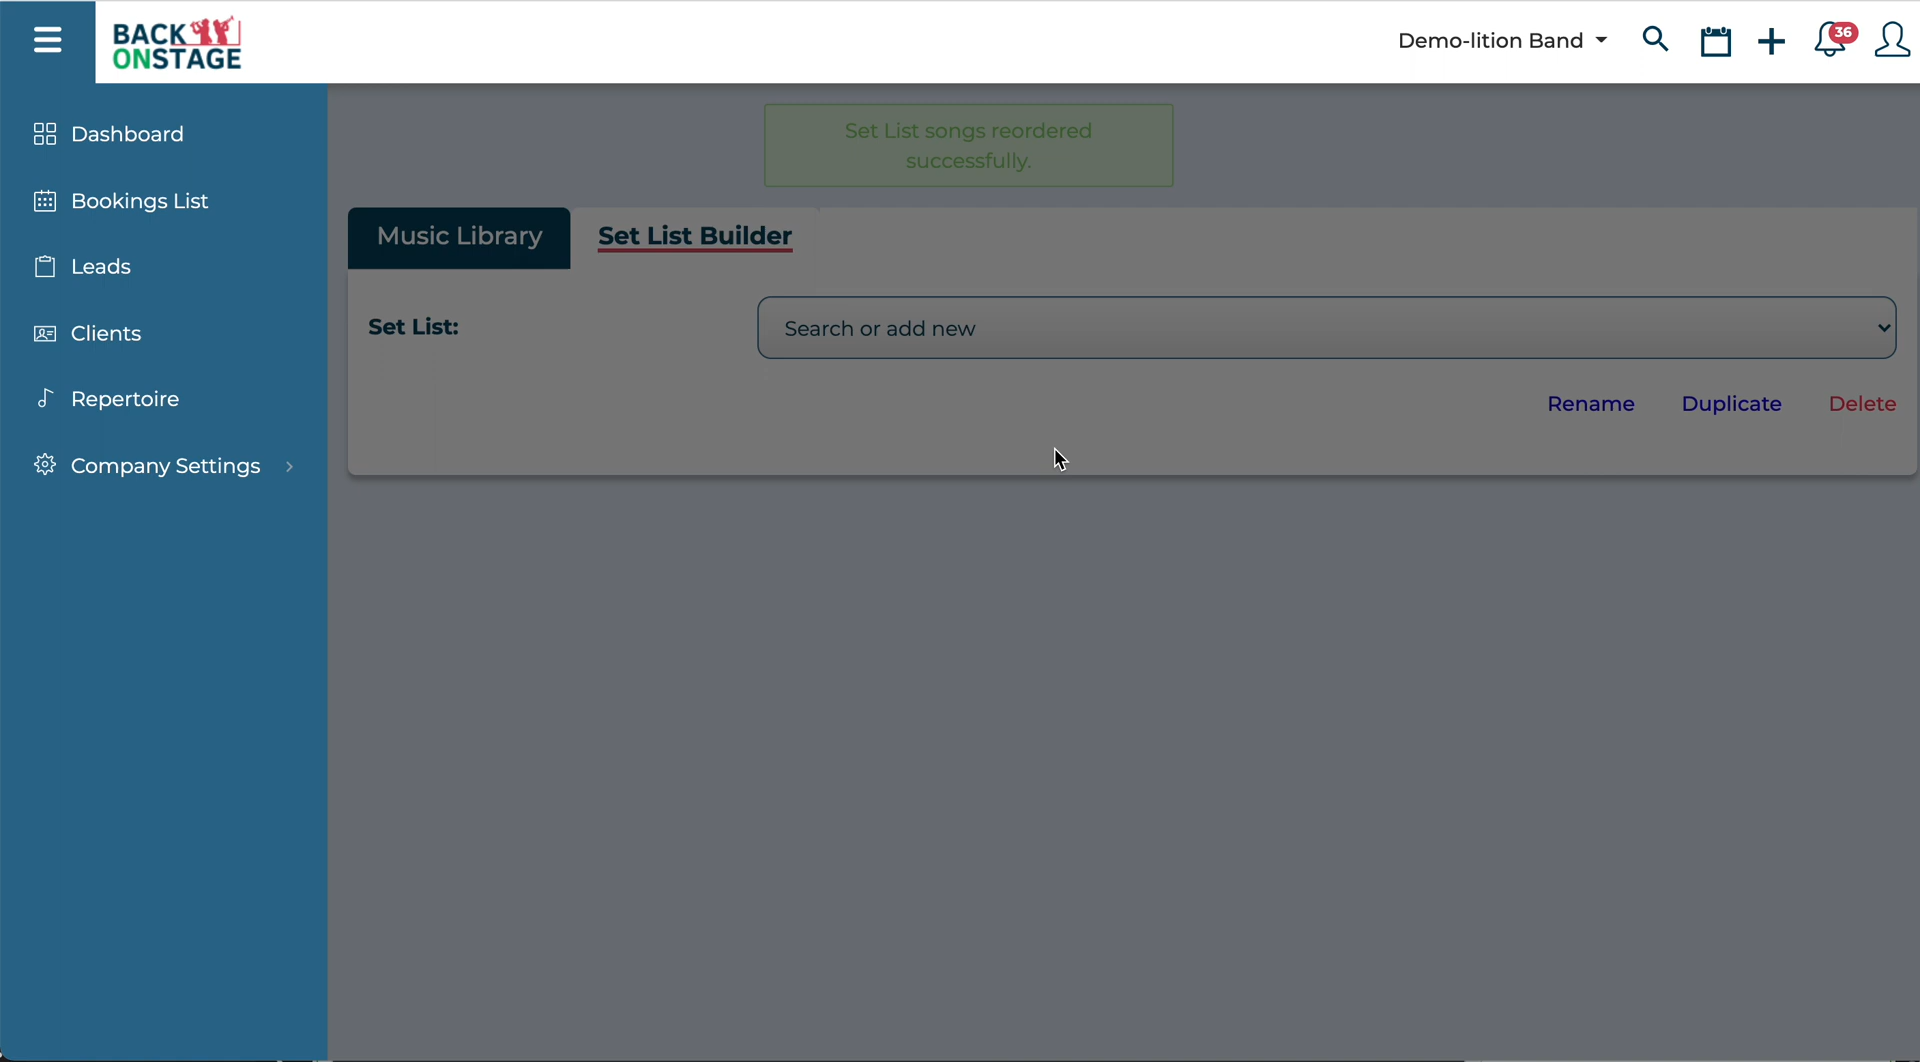 BACK
ONSTAGE
Demo-lition Band
36
Dashboard
Bookings List
Leads
Clients
Repertoire
Company Settings
Set List songs reordered
successfully.
Music Library
Set List Builder
Set List:
Search or add new
Rename
Duplicate
Delete